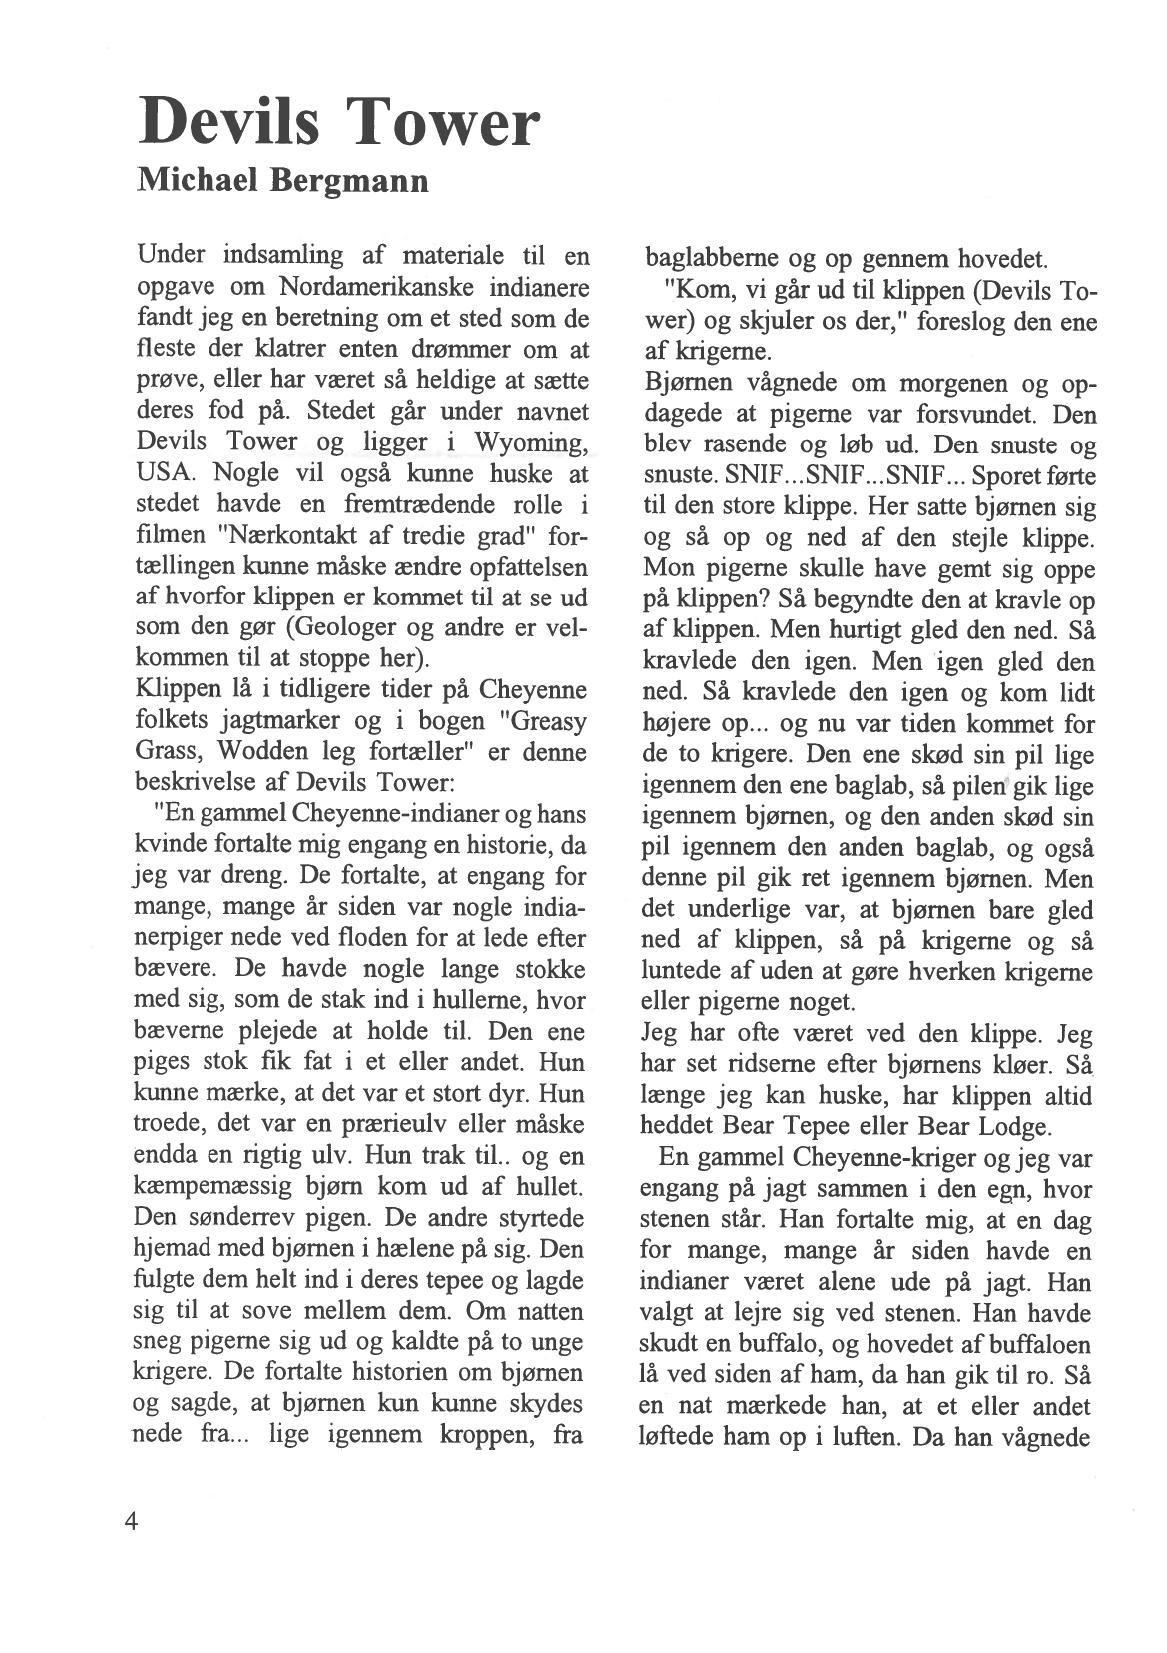 Devils Tower
Michael Bergmann
Under indsamling af materiale til en
opgave om Nordamerikanske indianere
fandt jeg en beretning om et sted som de
fleste der klatrer enten drømmer om at
prøve, eller har været så heldige at sætte
deres fod på. Stedet går under navnet
Devils Tower og ligger i Wyoming,
USA. Nogle vil også kunne huske at
stedet havde en fremtrædende rolle i
filmen "Nærkontakt af tredie grad" for-
tællingen kunne måske ændre opfattelsen
af hvorfor klippen er kommet til at se ud
som den gør (Geologer og andre er vel-
kommen til at stoppe her).
Klippen lå i tidligere tider på Cheyenne
folkets jagtmarker og i bogen "Greasy
Grass, Wodden leg fortæller" er denne
beskrivelse af Devils Tower:
"En gammel Cheyenne-indianer og hans
kvinde fortalte mig engang en historie, da
jeg var dreng. De fortalte, at engang for
mange, mange år siden var nogle india-
nerpiger nede ved floden for at lede efter
bævere. De havde nogle lange stokke
med sig, som de stak ind i hullerne, hvor
bæverne plejede at holde til. Den ene
piges stok fik fat i et eller andet. Hun
kunne mærke, at det var et stort dyr. Hun
troede, det var en prærieulv eller måske
endda en rigtig ulv. Hun trak til.. og en
kæmpemæssig bjørn kom ud af hullet.
Den sønderrev pigen. De andre styrtede
hjemad med bjørnen i hælene på sig. Den
fulgte dem helt ind i deres tepee og lagde
sig til at sove mellem dem. Om natten
sneg pigerne sig ud og kaldte på to unge
krigere. De fortalte historien om bjørnen
og sagde, at bjørnen kun kunne skydes
nede fra... lige igennem kroppen, fra
baglabberne og op gennem hovedet.
"Kom, vi går ud til klippen (Devils To-
wer) og skjuler os der," foreslog den ene
af krigerne.
Bjørnen vågnede om morgenen og op-
dagede at pigerne var forsvundet. Den
blev rasende og løb ud. Den snuste og
snuste. SNIF...SNIF...SNIF... Sporet førte
til den store klippe. Her satte bjørnen sig
og så op og ned af den stejle klippe.
Mon pigerne skulle have gemt sig oppe
på klippen? Så begyndte den at kravle op
af klippen. Men hurtigt gled den ned. Så
kravlede den igen. Men igen gled den
ned. Så kravlede den igen og kom lidt
højere op... og nu var tiden kommet for
de to krigere. Den ene skød sin pil lige
igennem den ene baglab, så pilen gik lige
igennem bjørnen, og den anden skød sin
pil igennem den anden baglab, og også
denne pil gik ret igennem bjørnen. Men
det underlige var, at bjørnen bare gled
ned af klippen, så på krigerne og så
luntede af uden at gøre hverken krigerne
eller pigerne noget.
Jeg har ofte været ved den klippe. Jeg
har set ridserne efter bjørnens kløer. Så
længe jeg kan huske, har klippen altid
heddet Bear Tepee eller Bear Lodge.
En gammel Cheyenne-kriger og jeg var
engang på jagt sammen i den egn, hvor
stenen står. Han fortalte mig, at en dag
for mange, mange år siden havde en
indianer været alene ude på jagt. Han
valgt at lejre sig ved stenen. Han havde
skudt en buffalo, og hovedet af buffaloen
lå ved siden af ham, da han gik til ro. Så
en nat mærkede han, at et eller andet
løftede ham op i luften. Da han vågnede
4